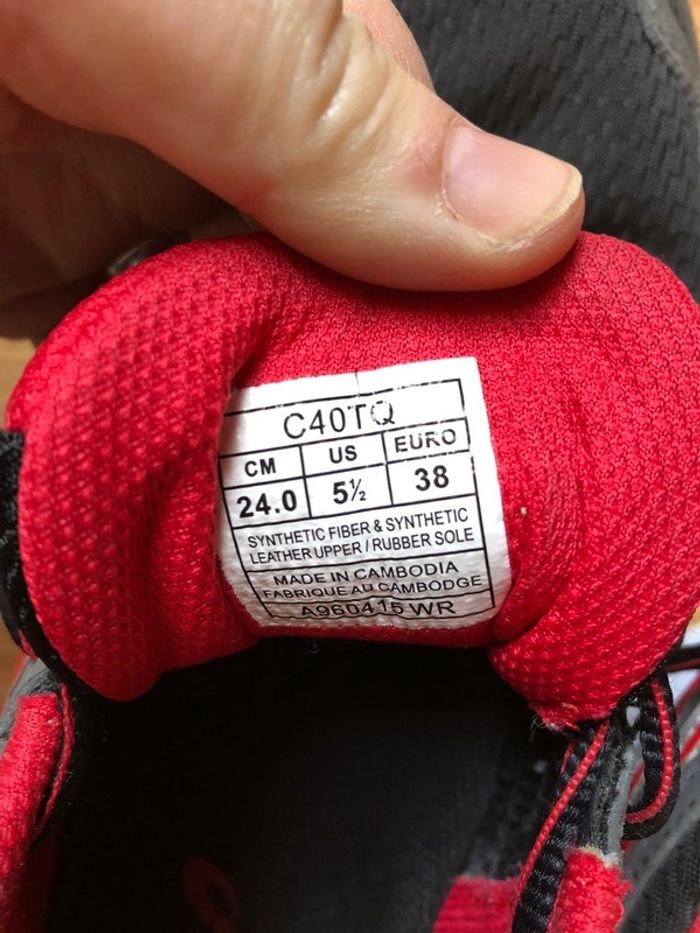 C40TQ
CM US EURO
24.0 5½ 38
SYNTHETIC FIBER & SYNTHETIC
LEATHER UPPER / RUBBER SOLE
MADE IN CAMBODIA
FABRIQUE AU CAMBODGE
A960415 WR